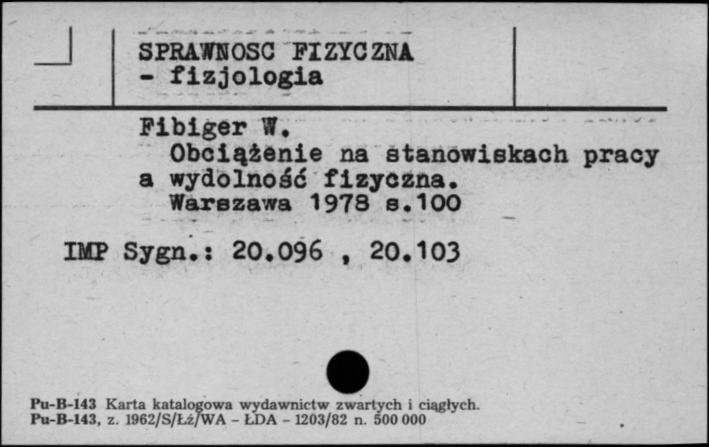 SPRAWNOSC FIZYCZNA
- fizjologia
Fibiger W.
Obciążenie na stanowiskach pracy
a wydolność fizyczna.
Warszawa 1978 s.100
IMP Sygn.: 20.096 , 20.103
Pu-B-143 Karta katalogowa wydawnictw zwartych i ciągłych.
Pu-B-143, z. 1962/S/Łź/WA - ŁDA - 1203/82 n. 500 000